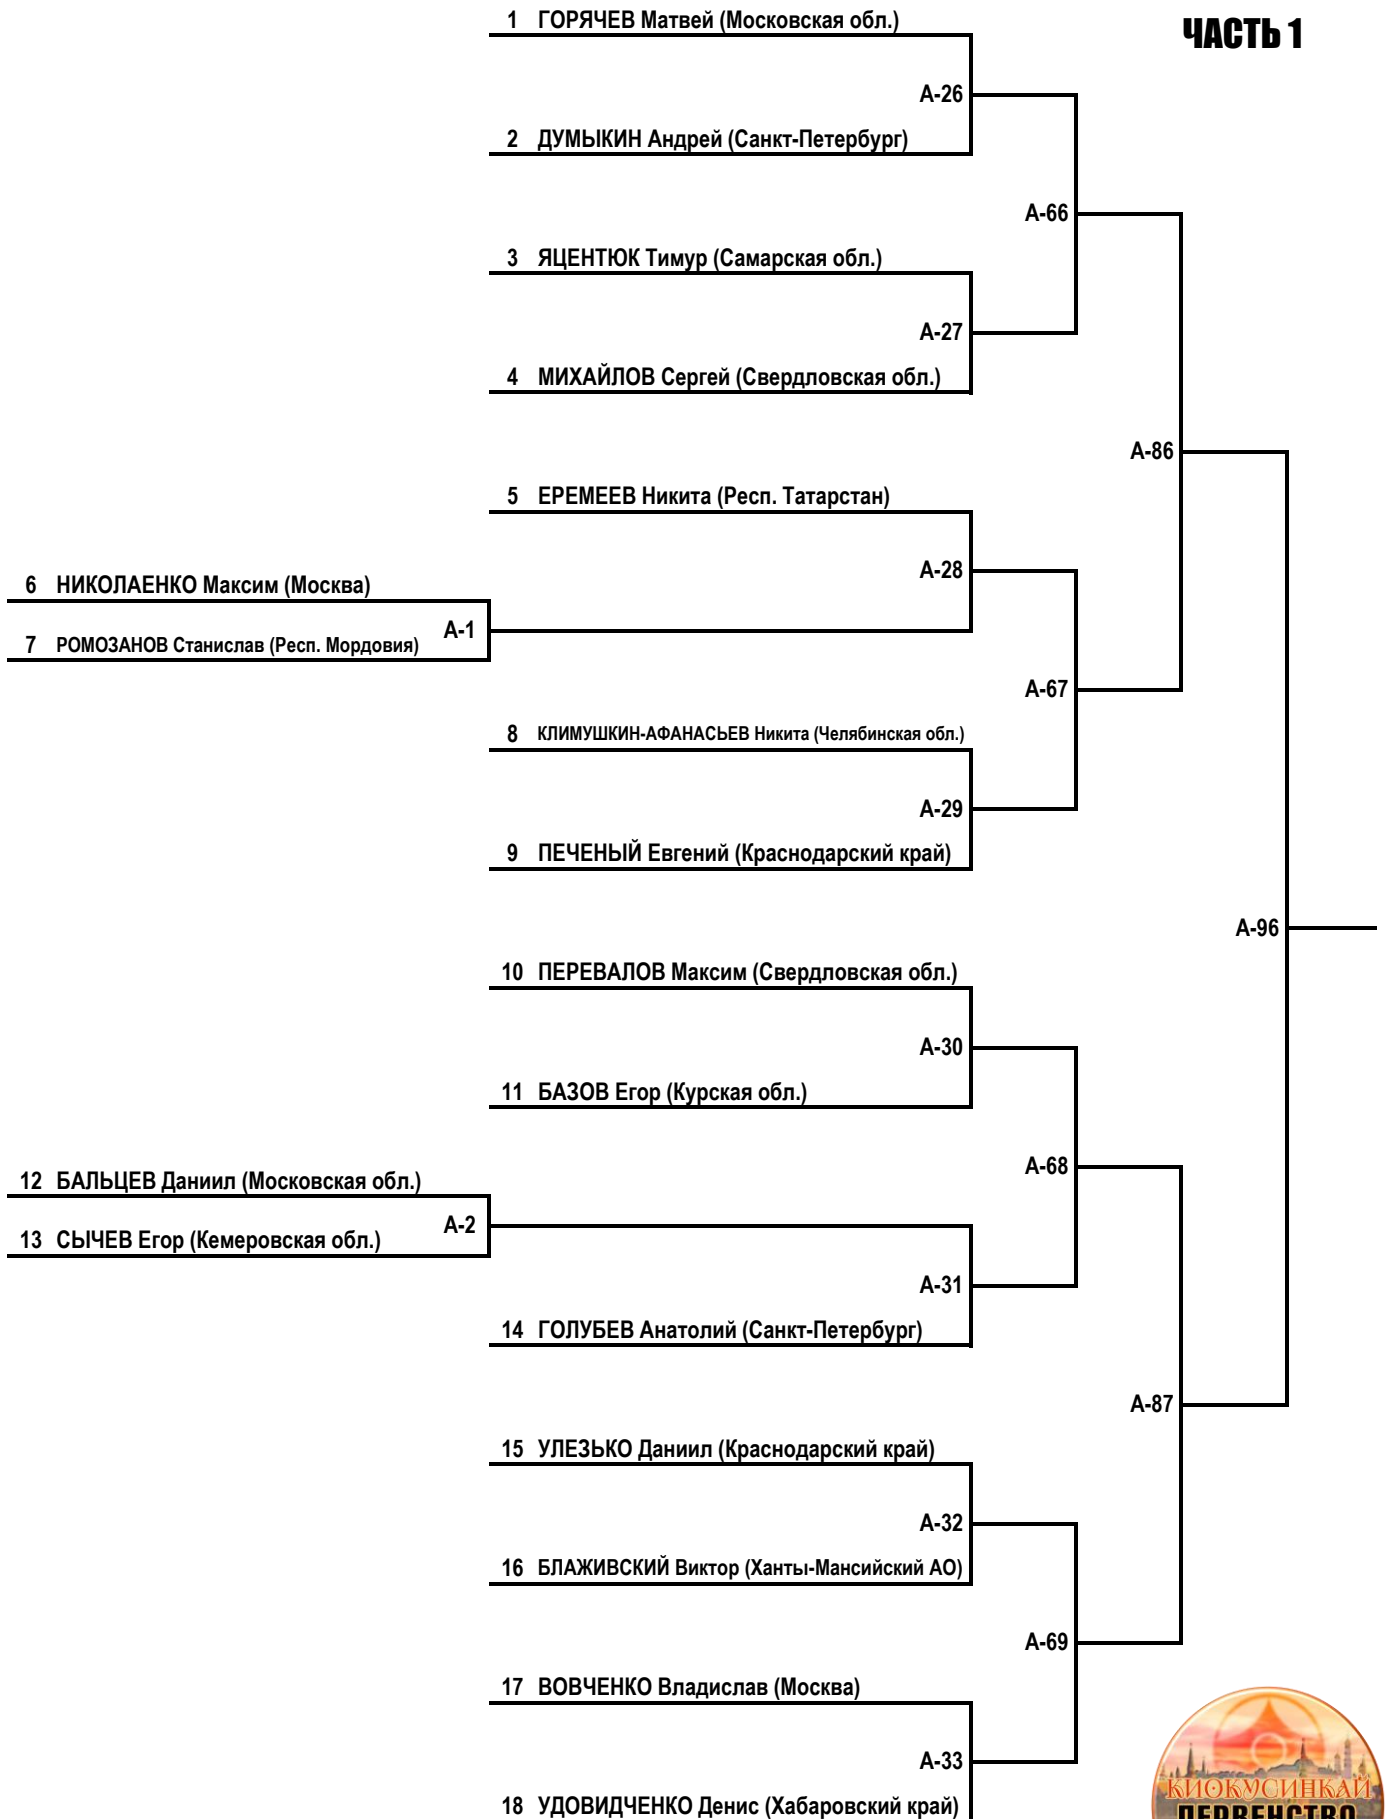 1 ГОРЯЧЕВ Матвей (Московская обл.)
ЧАСТЬ 1
А-26
2 ДУМЫКИН Андрей (Санкт-Петербург)
А-66
3 ЯЦЕНТЮК Тимур (Самарская обл.)
А-27
4 МИХАЙЛОВ Сергей (Свердловская обл.)
А-86
5 ЕРЕМЕЕВ Никита (Респ. Татарстан)
А-28
6 НИКОЛАЕНКО Максим (Москва)
А-1
7 РОМОЗАНОВ Станислав (Респ. Мордовия)
А-67
8 КЛИМУШКИН-АФАНАСЬЕВ Никита (Челябинская обл.)
А-29
9 ПЕЧЕНЫЙ Евгений (Краснодарский край)
А-96
10 ПЕРЕВАЛОВ Максим (Свердловская обл.)
А-30
11 БАЗОВ Егор (Курская обл.)
А-68
12 БАЛЬЦЕВ Даниил (Московская обл.)
А-2
13 СЫЧЕВ Егор (Кемеровская обл.)
А-31
14 ГОЛУБЕВ Анатолий (Санкт-Петербург)
А-87
15 УЛЕЗЬКО Даниил (Краснодарский край)
А-32
16 БЛАЖИВСКИЙ Виктор (Ханты-Мансийский АО)
А-69
17 ВОВЧЕНКО Владислав (Москва)
А-33
КИОКУСИНКАЙ
18 УДОВИДЧЕНКО Денис (Хабаровский край)
ПЕРВЕНСТВО